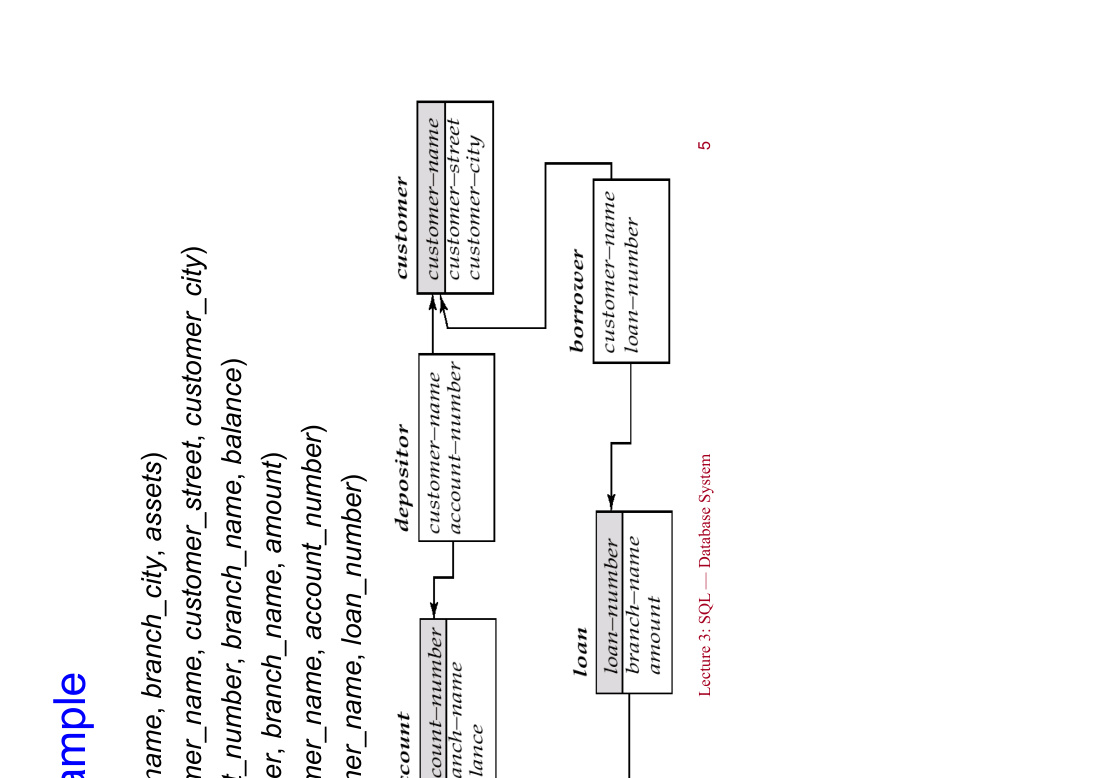 ample
name, branch_city, assets)
mer_name, customer_street, customer_city)
t_number, branch_name, balance)
er, branch_name, amount)
mer_name, account_number)
mer_name, loan_number)
count
count–number
anch–name
lance
depositor
customer–name
account–number
customer
customer–name
customer–street
customer–city
loan
loan–number
branch–name
amount
borrower
customer–name
loan–number
Lecture 3: SQL — Database System
5